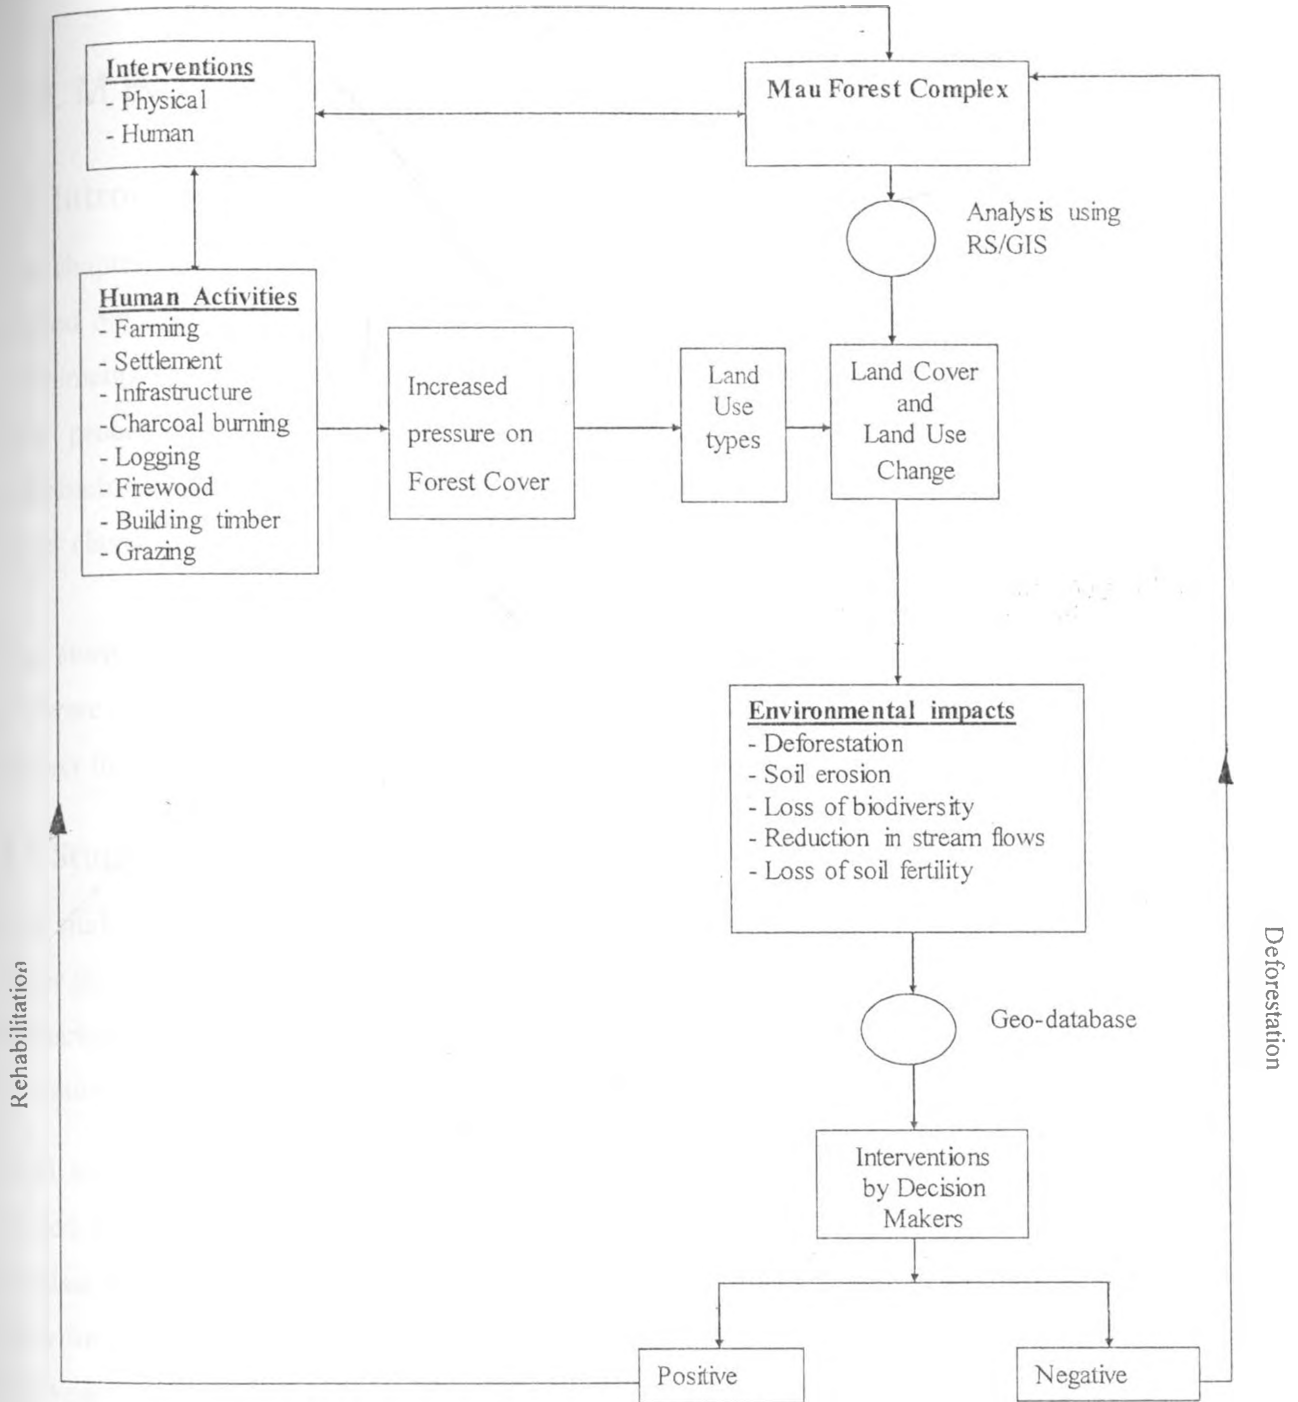 Interventions
- Physical
- Human
Mau Forest Complex
Analysis using
RS/GIS
Human Activities
- Farming
- Settlement
- Infrastructure
-Charcoal burning
- Logging
- Firewood
- Building timber
- Grazing
Increased
pressure on
Forest Cover
Land
Use
types
Land Cover
and
Land Use
Change
Environmental impacts
- Deforestation
- Soil erosion
- Loss of biodiversity
- Reduction in stream flows
- Loss of soil fertility
Geo-database
Interventions
by Decision
Makers
Positive
Negative
Rehabilitation
Deforestation